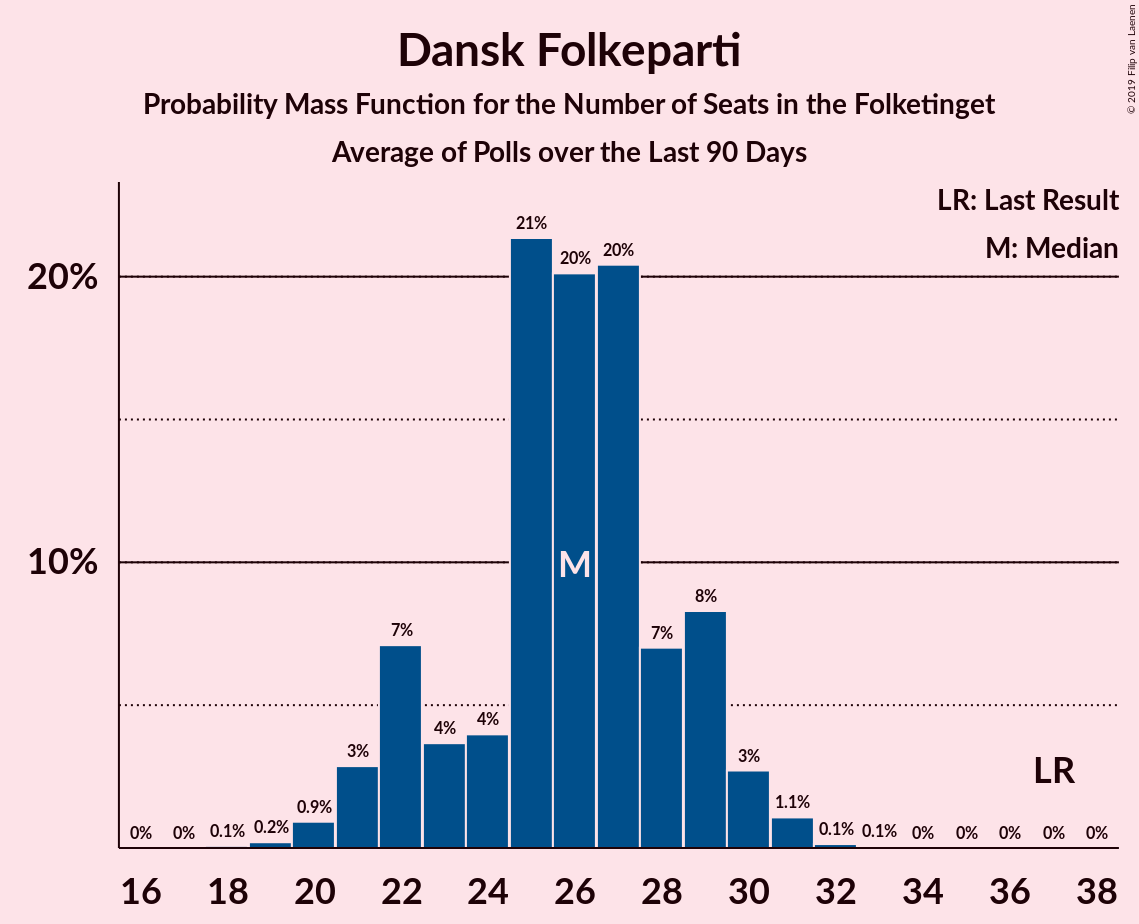 Dansk Folkeparti
Probability Mass Function for the Number of Seats in the Folketinget
Average of Polls over the Last 90 Days
© 2019 Filip van Laenen
LR: Last Result
M: Median
20%
10%
0%
0%
0.1%
0.2%
0.9%
3%
7%
4%
4%
21%
20%
20%
7%
8%
3%
1.1%
0.1%
0.1%
0%
0%
0%
0%
0%
M
LR
16 18 20 22 24 26 28 30 32 34 36 38